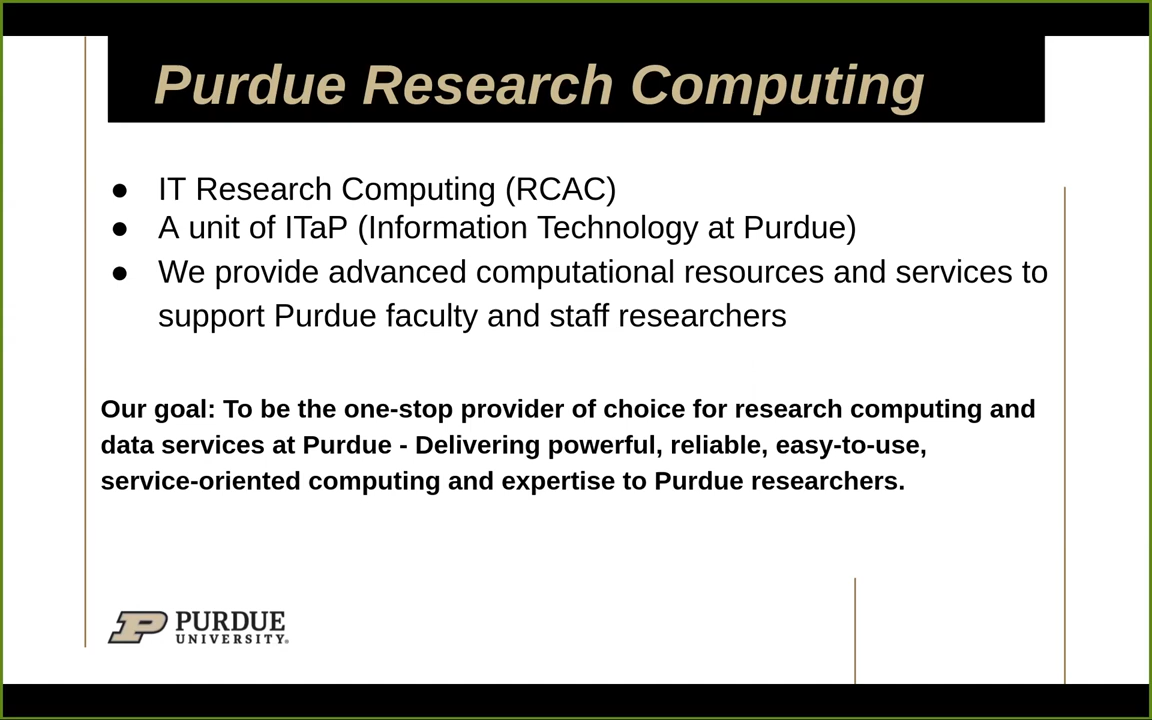 Purdue Research Computing
● IT Research Computing (RCAC)
● A unit of ITaP (Information Technology at Purdue)
● We provide advanced computational resources and services to
support Purdue faculty and staff researchers
Our goal: To be the one-stop provider of choice for research computing and
data services at Purdue - Delivering powerful, reliable, easy-to-use,
service-oriented computing and expertise to Purdue researchers.
P PURDUE
UNIVERSITY®